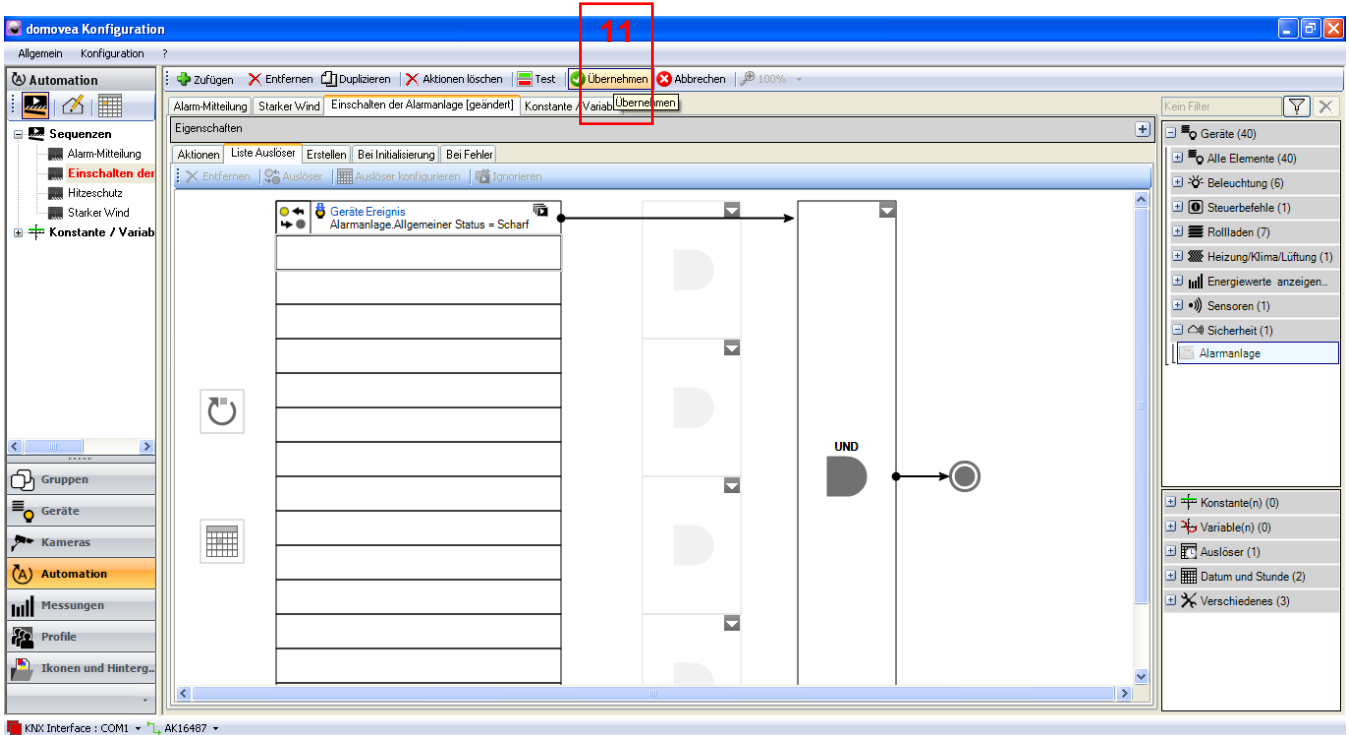 domovea Konfiguration
11
Allgemein Konfiguration ?
Automation
Zufügen Entfernen Duplizieren Aktionen löschen Test Übernehmen Abbrechen 100%
Alarm-Mitteilung Starker Wind Einschalten der Alarmanlage [geändert] Konstante / Variab
Übernehmen
Kein Filter
Eigenschaften
Aktionen Liste Auslöser Erstellen Bei Initialisierung Bei Fehler
Entfernen Auslöser Auslöser konfigurieren Ignorieren
Sequenzen
Alarm-Mitteilung
Einschalten der
Hitzeschutz
Starker Wind
Konstante / Variab
Geräte Ereignis
Alarmanlage.Allgemeiner Status = Scharf
UND
Geräte (40)
Alle Elemente (40)
Beleuchtung (6)
Steuerbefehle (1)
Rollladen (7)
Heizung/Klima/Lüftung (1)
Energiewerte anzeigen...
Sensoren (1)
Sicherheit (1)
Alarmanlage
Gruppen
Geräte
Kameras
Automation
Messungen
Profile
Ikonen und Hinterg...
Konstante(n) (0)
Variable(n) (0)
Auslöser (1)
Datum und Stunde (2)
Verschiedenes (3)
KNX Interface : COM1 AK16487